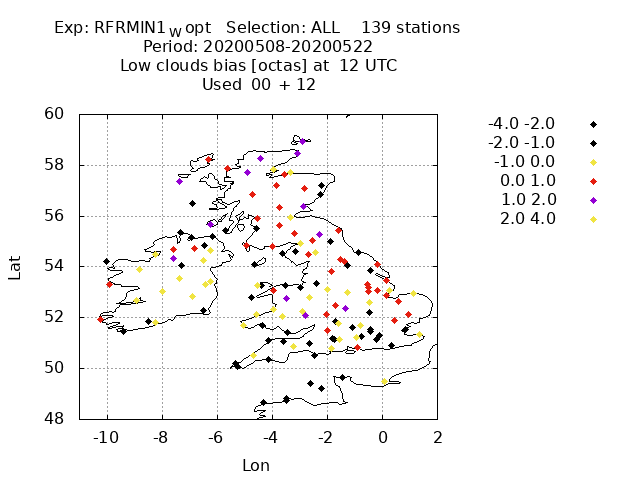 Exp: RFRMIN1_W opt Selection: ALL 139 stations
Period: 20200508-20200522
Low clouds bias [octas] at 12 UTC
Used 00 + 12
-4.0 -2.0
-2.0 -1.0
-1.0 0.0
0.0 1.0
1.0 2.0
2.0 4.0
60
58
56
54
52
50
48
Lat
-10 -8 -6 -4 -2 0 2
Lon